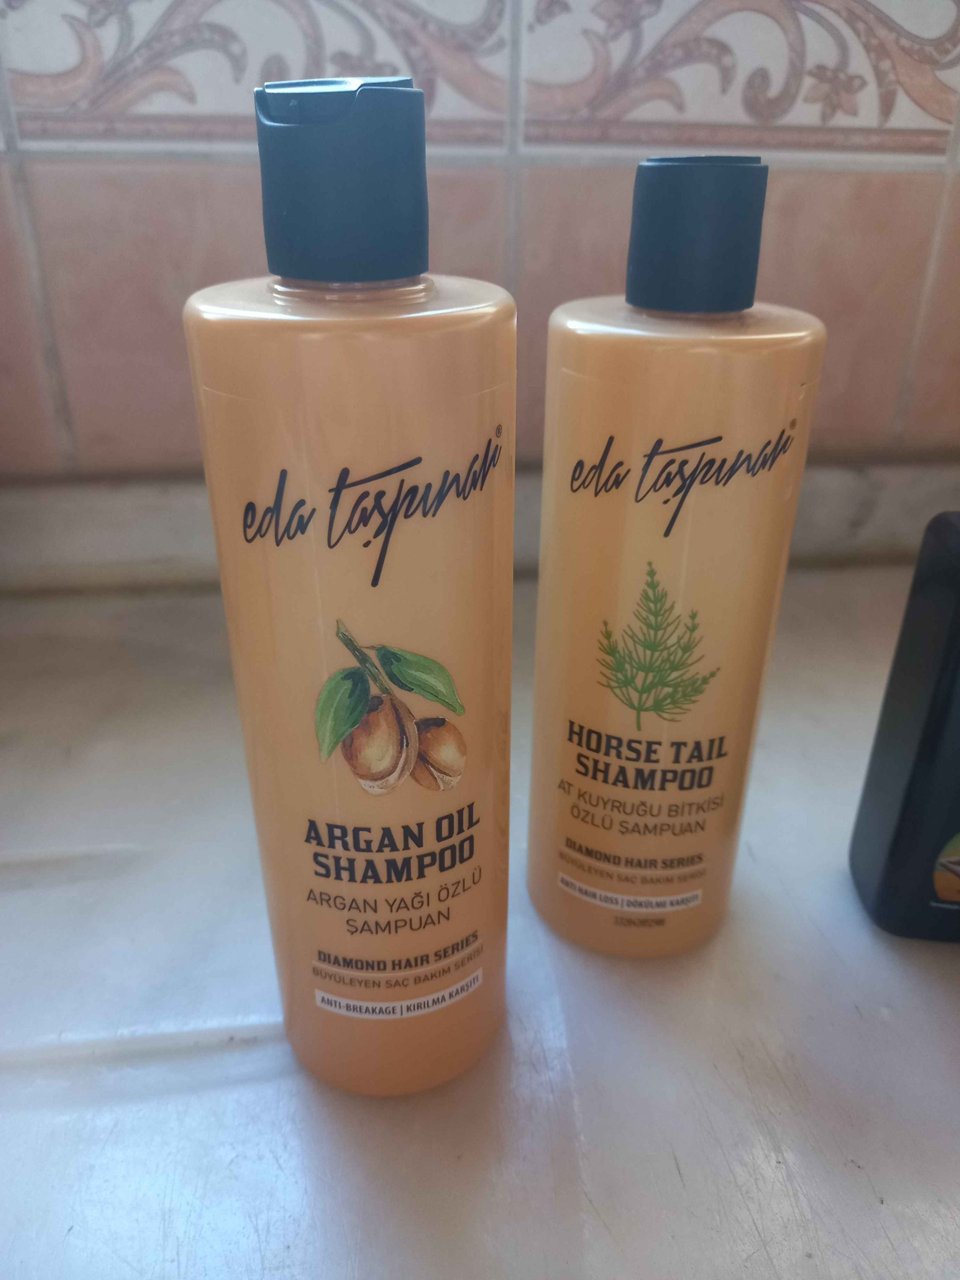 eda taşpınar®
ARGAN OIL
SHAMPOO
ARGAN YAĞI ÖZLÜ
ŞAMPUAN
DIAMOND HAIR SERIES
BÜYÜLEYEN SAÇ BAKIM SERİSİ
ANTI-BREAKAGE | KIRILMA KARŞITI
eda taşpınar®
HORSE TAIL
SHAMPOO
AT KUYRUĞU BİTKİSİ
ÖZLÜ ŞAMPUAN
DIAMOND HAIR SERIES
BÜYÜLEYEN SAÇ BAKIM SERİSİ
ANTI-HAIR LOSS | DÖKÜLME KARŞITI